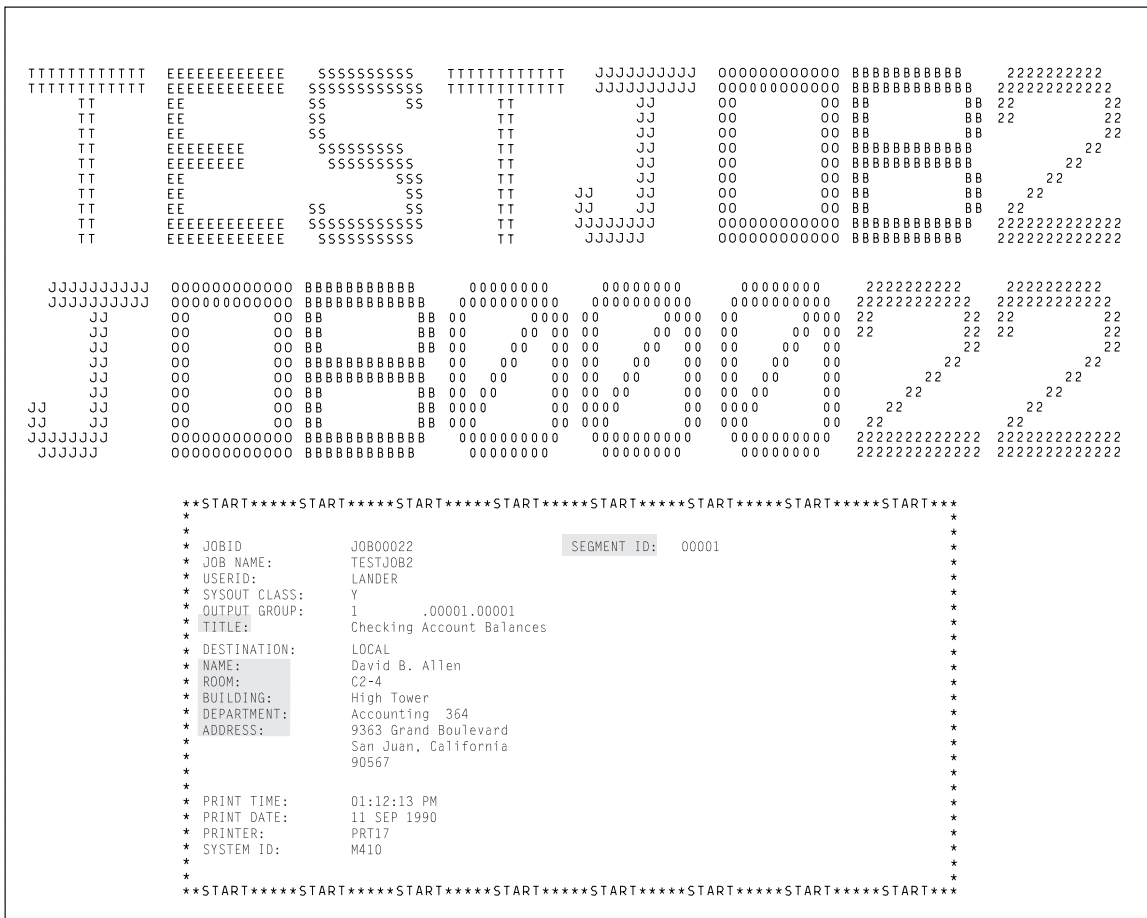 TESTJOB2
JOB00022
**START*****START*****START*****START*****START*****START*****START*****START***
* *
* *
* JOBID JOB00022 SEGMENT ID: 00001 *
* JOB NAME: TESTJOB2 *
* USERID: LANDER *
* SYSOUT CLASS: Y *
* OUTPUT GROUP: 1 .00001.00001 *
* TITLE: Checking Account Balances *
* DESTINATION: LOCAL *
* NAME: David B. Allen *
* ROOM: C2-4 *
* BUILDING: High Tower *
* DEPARTMENT: Accounting 364 *
* ADDRESS: 9363 Grand Boulevard *
* San Juan, California *
* 90567 *
* *
* *
* PRINT TIME: 01:12:13 PM *
* PRINT DATE: 11 SEP 1990 *
* PRINTER: PRT17 *
* SYSTEM ID: M410 *
* *
* *
**START*****START*****START*****START*****START*****START*****START*****START***